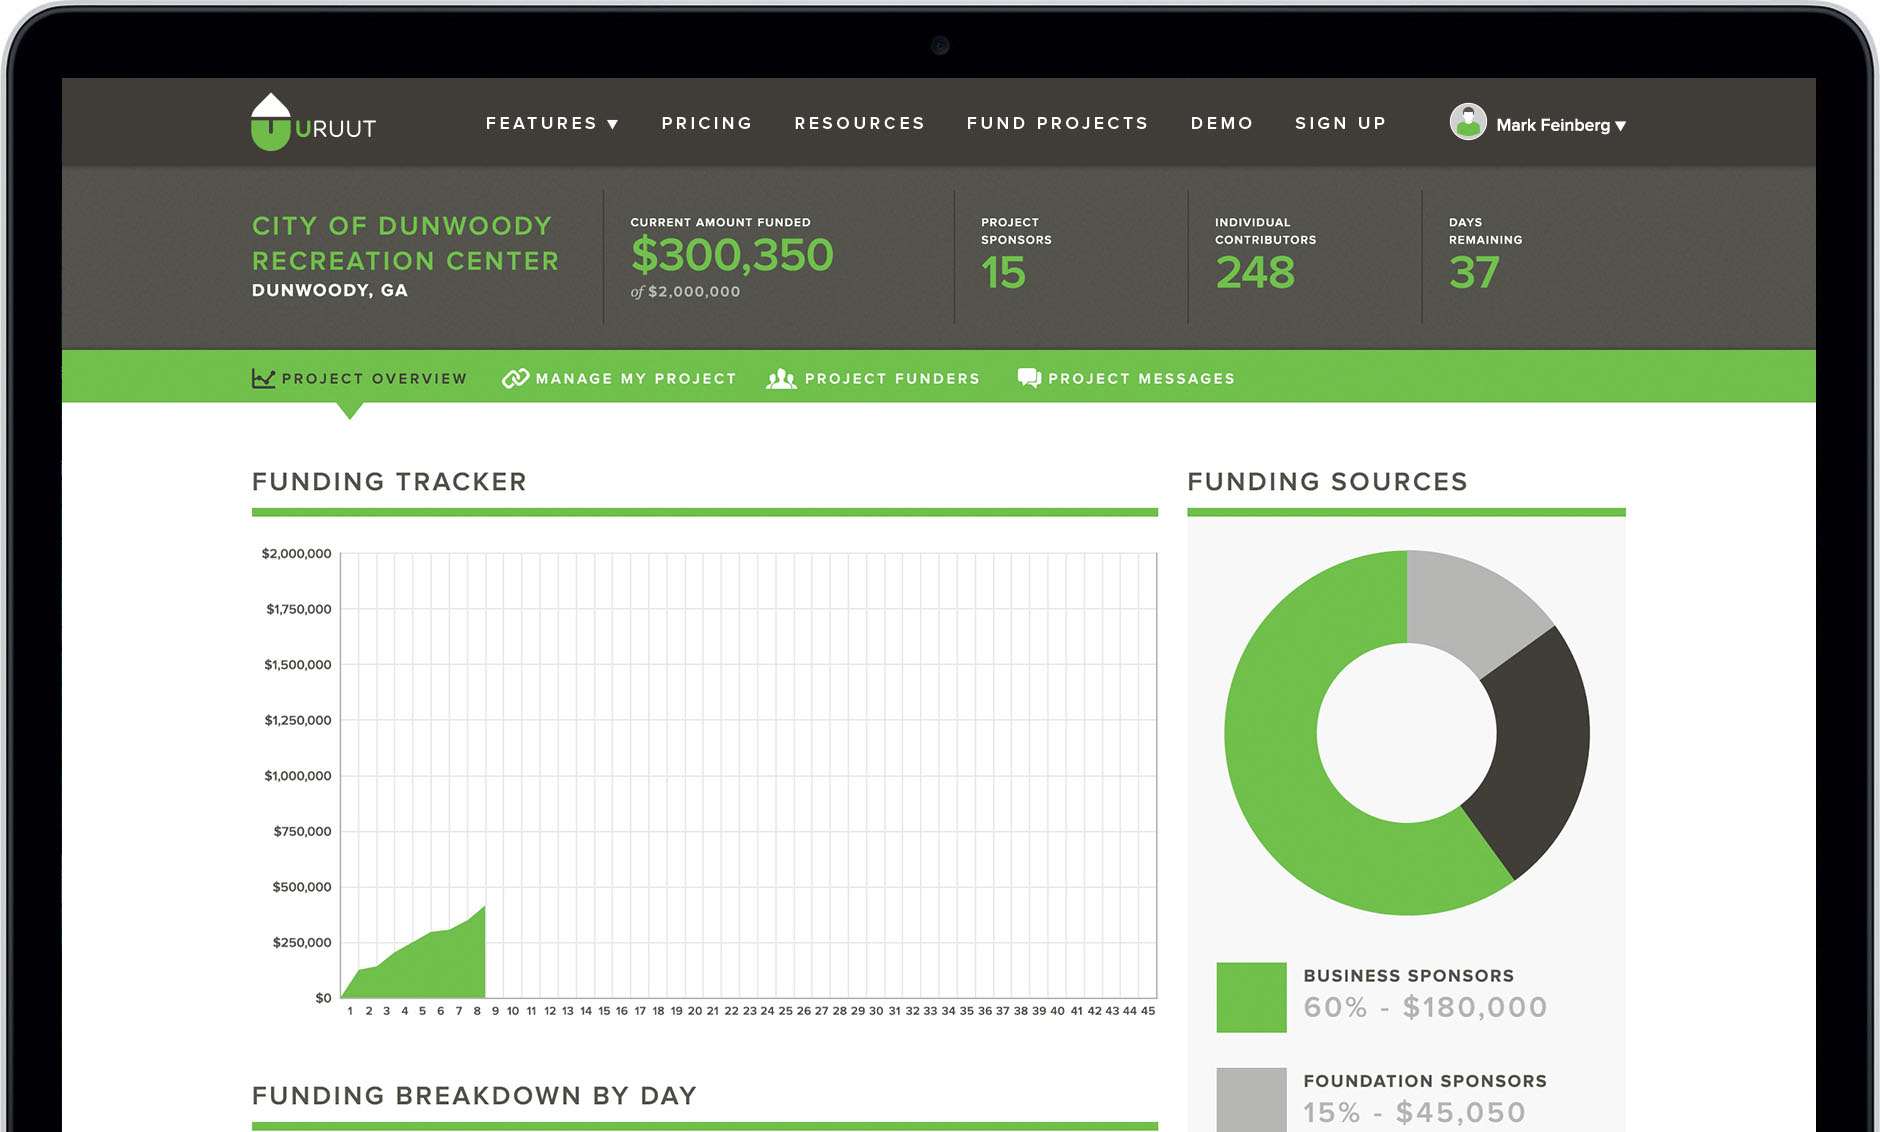 URUUT
FEATURES ▼ PRICING RESOURCES FUND PROJECTS DEMO SIGN UP Mark Feinberg ▼
CITY OF DUNWOODY
RECREATION CENTER
DUNWOODY, GA
CURRENT AMOUNT FUNDED
$300,350
of $2,000,000
PROJECT
SPONSORS
15
INDIVIDUAL
CONTRIBUTORS
248
DAYS
REMAINING
37
PROJECT OVERVIEW MANAGE MY PROJECT PROJECT FUNDERS PROJECT MESSAGES
FUNDING TRACKER
$2,000,000
$1,750,000
$1,500,000
$1,250,000
$1,000,000
$750,000
$500,000
$250,000
$0
1 2 3 4 5 6 7 8 9 10 11 12 13 14 15 16 17 18 19 20 21 22 23 24 25 26 27 28 29 30 31 32 33 34 35 36 37 38 39 40 41 42 43 44 45
FUNDING SOURCES
BUSINESS SPONSORS
60% - $180,000
FOUNDATION SPONSORS
15% - $45,050
FUNDING BREAKDOWN BY DAY